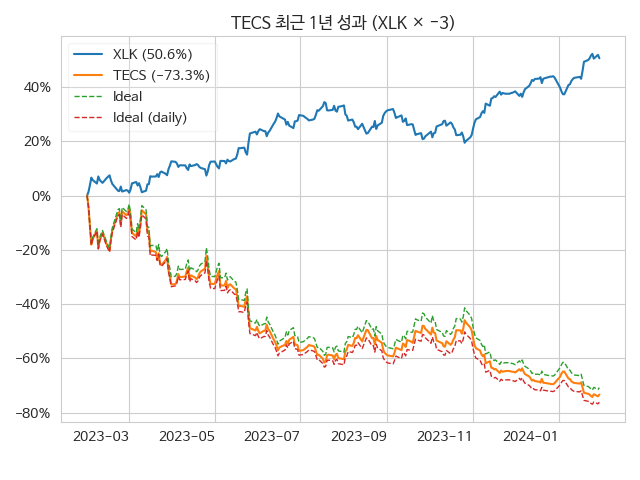 TECS 최근 1년 성과 (XLK × −3)
XLK (50.6%)
TECS (−73.3%)
Ideal
Ideal (daily)
40%
20%
0%
−20%
−40%
−60%
−80%
2023−03 2023−05 2023−07 2023−09 2023−11 2024−01